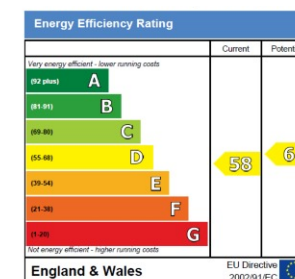 Energy Efficiency Rating
Current
Very energy efficient - lower running costs
(92 plus) A
(81-91) B
(69-80) C
(55-68) D
58
(39-54) E
(21-38) F
(1-20) G
Not energy efficient - higher running costs
England & Wales
EU Directive
2002/91/EC